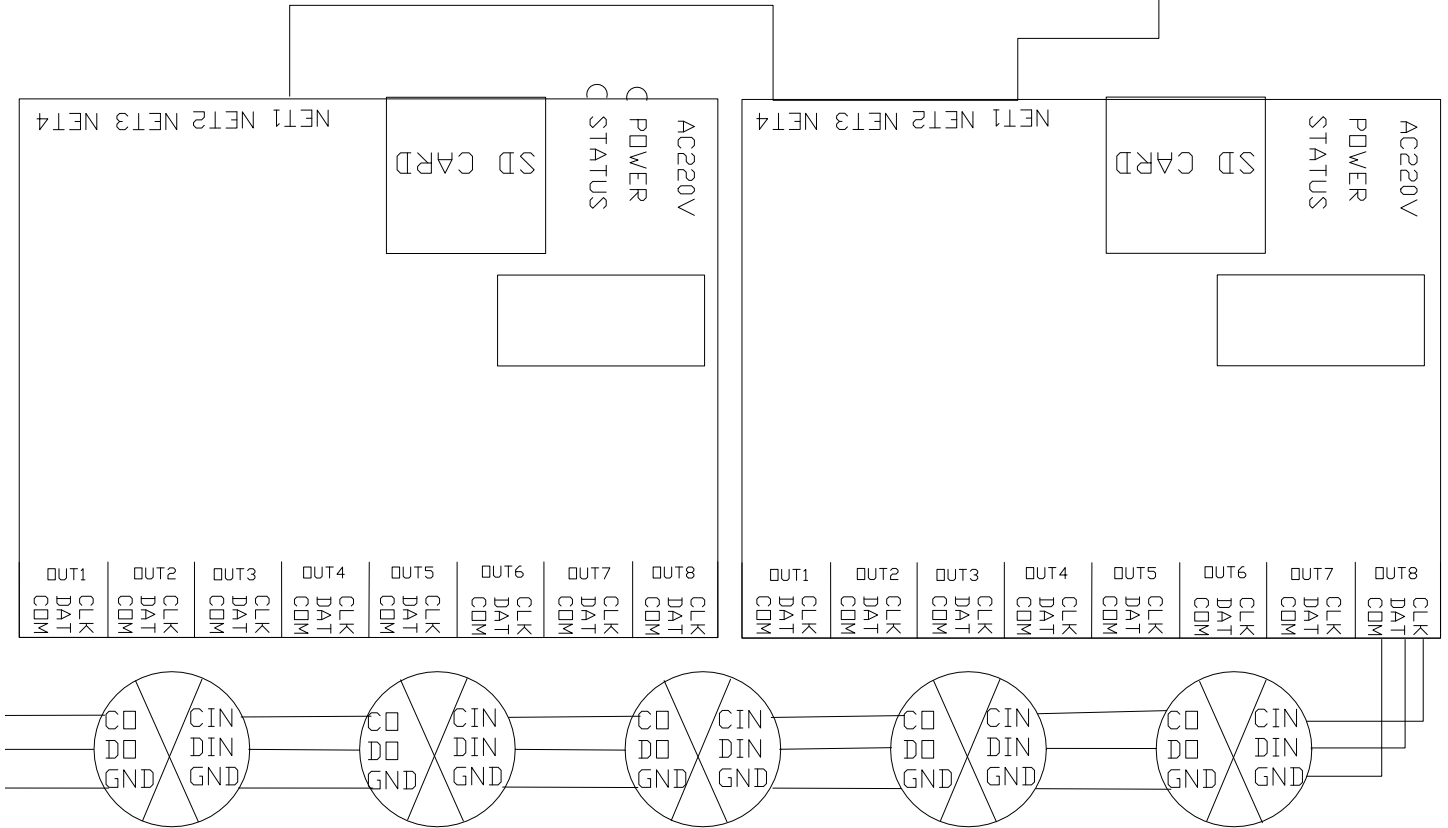 NET4 NET3 NET2 NET1
SD CARD
STATUS
POWER
AC220V
NET4 NET3 NET2 NET1
SD CARD
STATUS
POWER
AC220V
OUT1 OUT2 OUT3 OUT4 OUT5 OUT6 OUT7 OUT8
COM DAT CLK COM DAT CLK COM DAT CLK COM DAT CLK COM DAT CLK COM DAT CLK COM DAT CLK COM DAT CLK
OUT1 OUT2 OUT3 OUT4 OUT5 OUT6 OUT7 OUT8
COM DAT CLK COM DAT CLK COM DAT CLK COM DAT CLK COM DAT CLK COM DAT CLK COM DAT CLK COM DAT CLK
CO CIN CO CIN CO CIN CO CIN CO CIN
DO DIN DO DIN DO DIN DO DIN DO DIN
GND GND GND GND GND GND GND GND GND GND